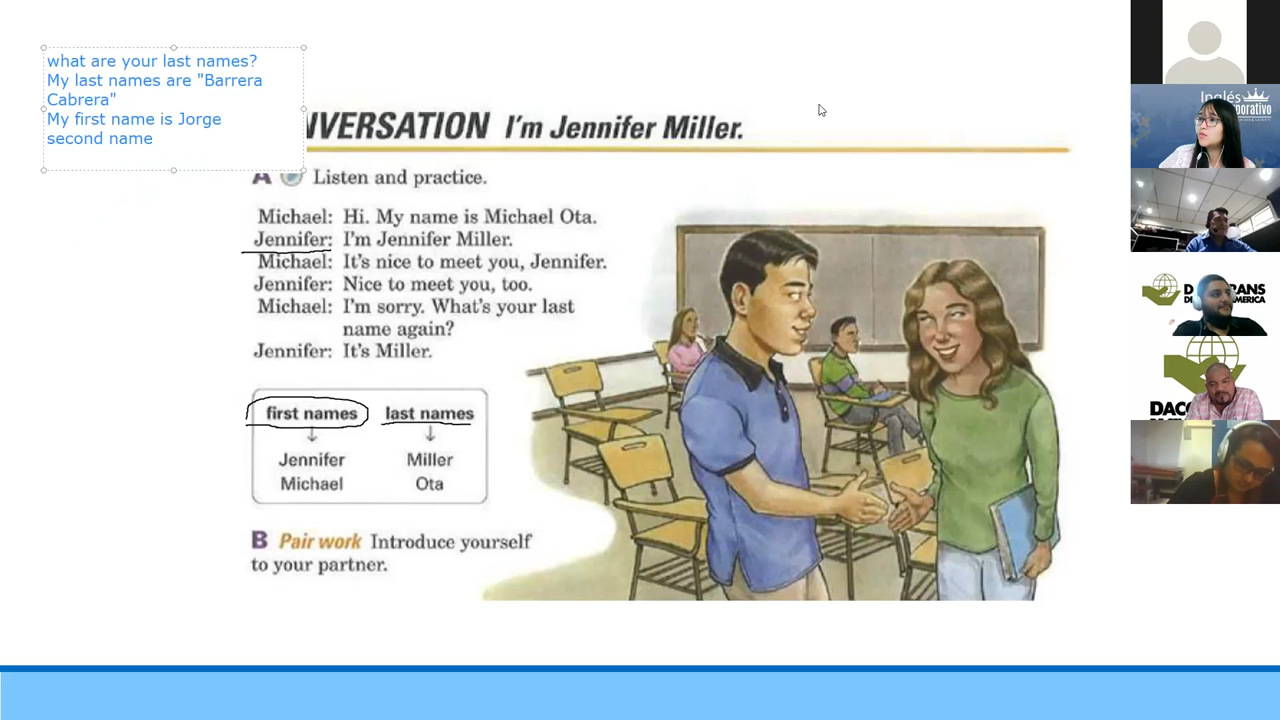 what are your last names?
My last names are "Barrera
Cabrera"
My first name is Jorge
second name
NVERSATION I'm Jennifer Miller.
A Listen and practice.
Michael: Hi. My name is Michael Ota.
Jennifer: I'm Jennifer Miller.
Michael: It's nice to meet you, Jennifer.
Jennifer: Nice to meet you, too.
Michael: I'm sorry. What's your last
name again?
Jennifer: It's Miller.
first names last names
Jennifer Miller
Michael Ota
B Pair work Introduce yourself
to your partner.
Inglés